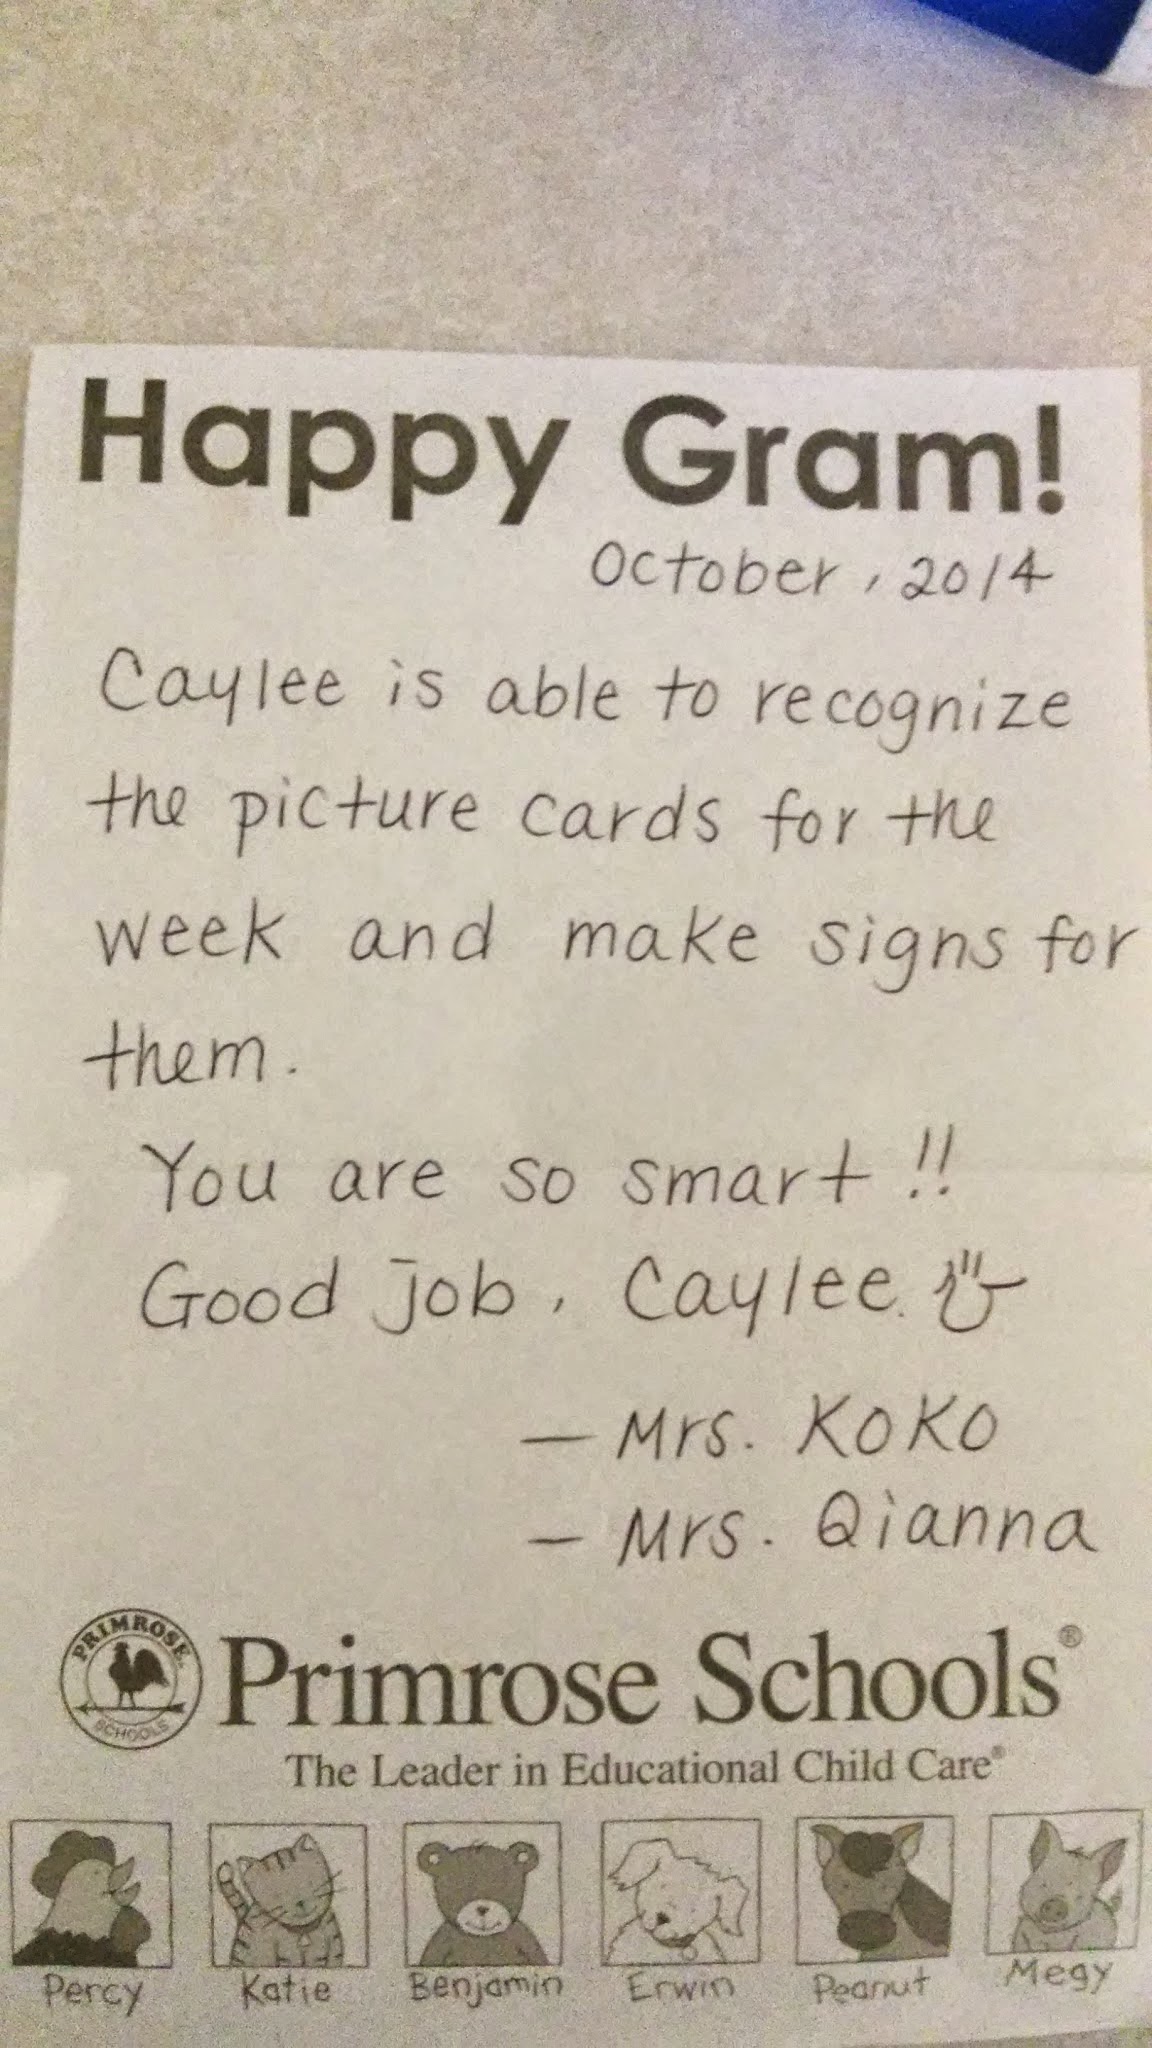 Happy Gram!
October, 2014
Caylee is able to recognize
the picture cards for the
week and make signs for
them.
You are so smart!!
Good job, Caylee.
— Mrs. KoKo
— Mrs. Qianna
PRIMROSE
SCHOOLS
Primrose Schools®
The Leader in Educational Child Care®
Percy Katie Benjamin Erwin Peanut Megy